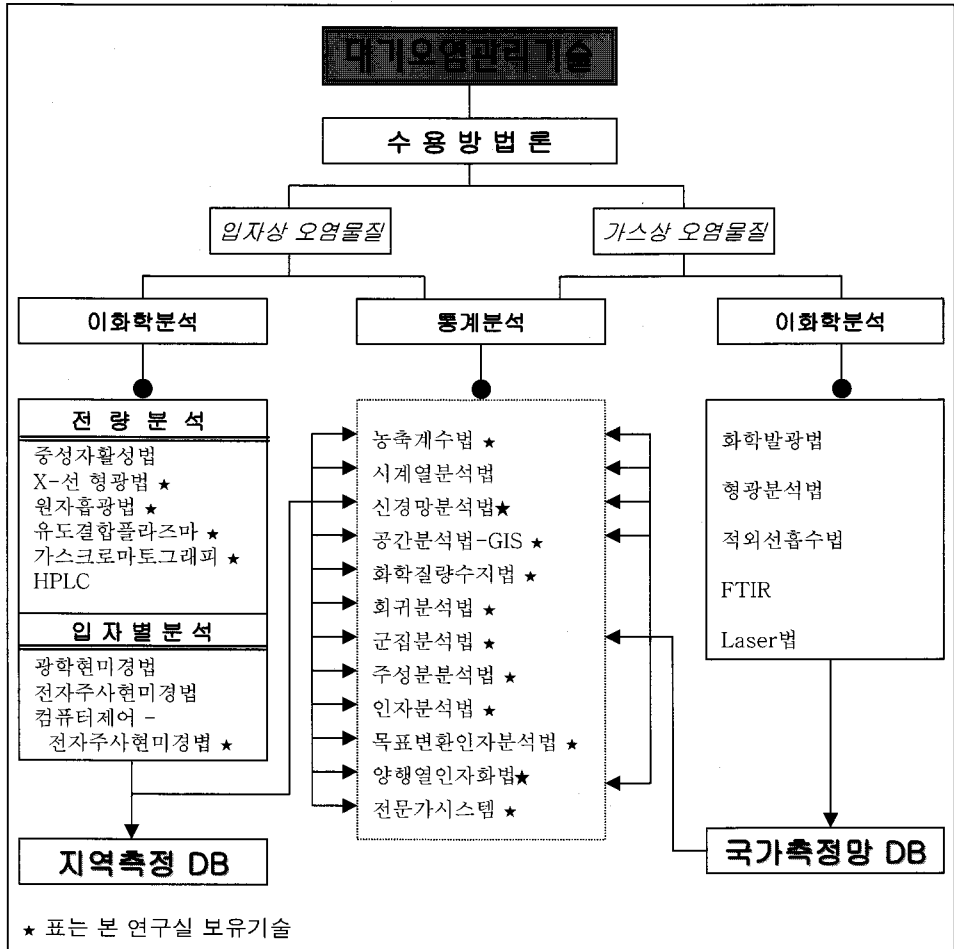 대기오염관리기술
수 용 방 법 론
입자상 오염물질
가스상 오염물질
이화학분석
통계분석
이화학분석
전 량 분 석
중성자활성법
X-선 형광법 ★
원자흡광법 ★
유도결합플라즈마 ★
가스크로마토그래피 ★
HPLC
입 자 별 분 석
광학현미경법
전자주사현미경법
컴퓨터제어 -
전자주사현미경법 ★
농축계수법 ★
시계열분석법
신경망분석법★
공간분석법-GIS ★
화학질량수지법 ★
회귀분석법 ★
군집분석법 ★
주성분분석법 ★
인자분석법 ★
목표변환인자분석법 ★
양행열인자화법★
전문가시스템 ★
화학발광법
형광분석법
적외선흡수법
FTIR
Laser법
지역측정 DB
국가측정망 DB
★ 표는 본 연구실 보유기술